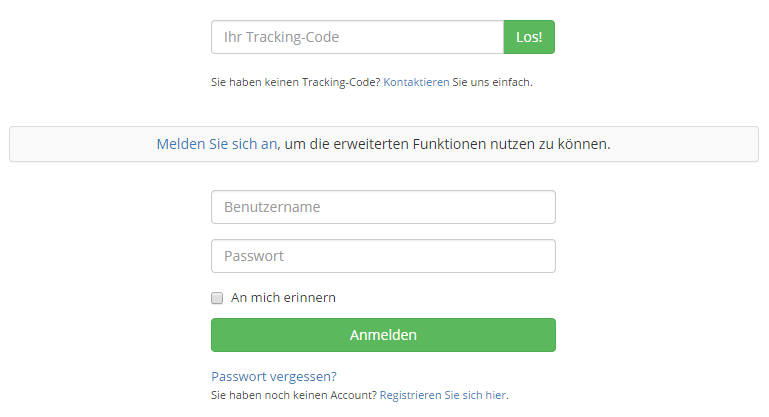 Ihr Tracking-Code Los!
Sie haben keinen Tracking-Code? Kontaktieren Sie uns einfach.
Melden Sie sich an, um die erweiterten Funktionen nutzen zu können.
Benutzername
Passwort
An mich erinnern
Anmelden
Passwort vergessen?
Sie haben noch keinen Account? Registrieren Sie sich hier.